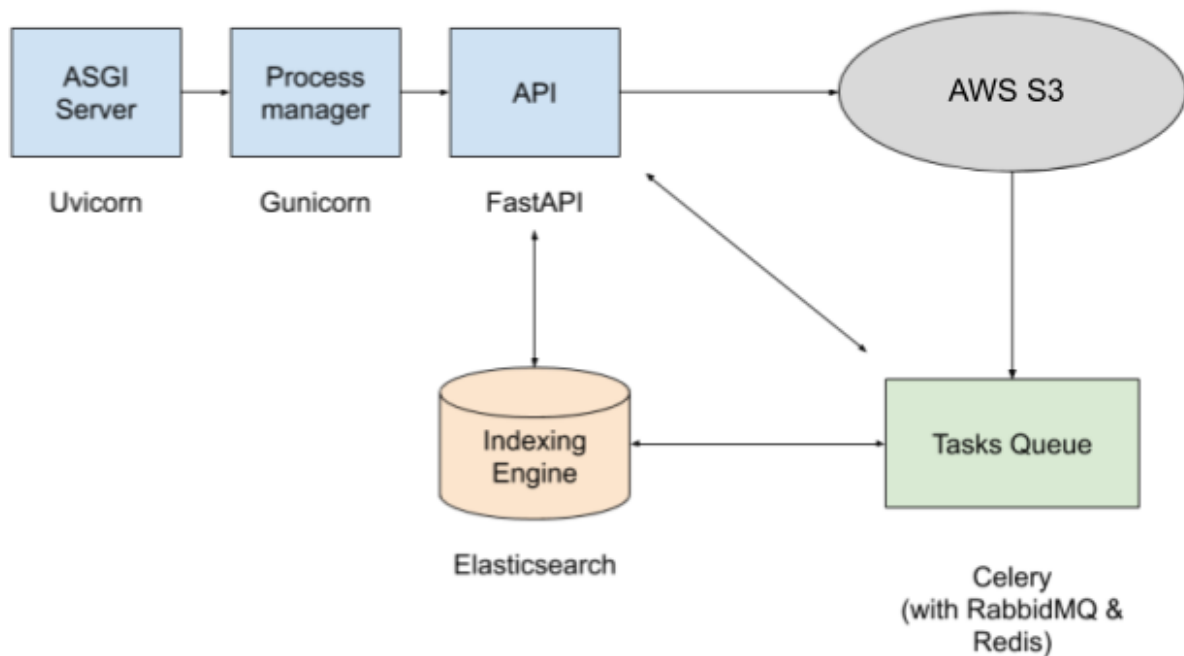 ASGI
Server
Process
manager
API
AWS S3
Uvicorn
Gunicorn
FastAPI
Indexing
Engine
Tasks Queue
Elasticsearch
Celery
(with RabbidMQ &
Redis)